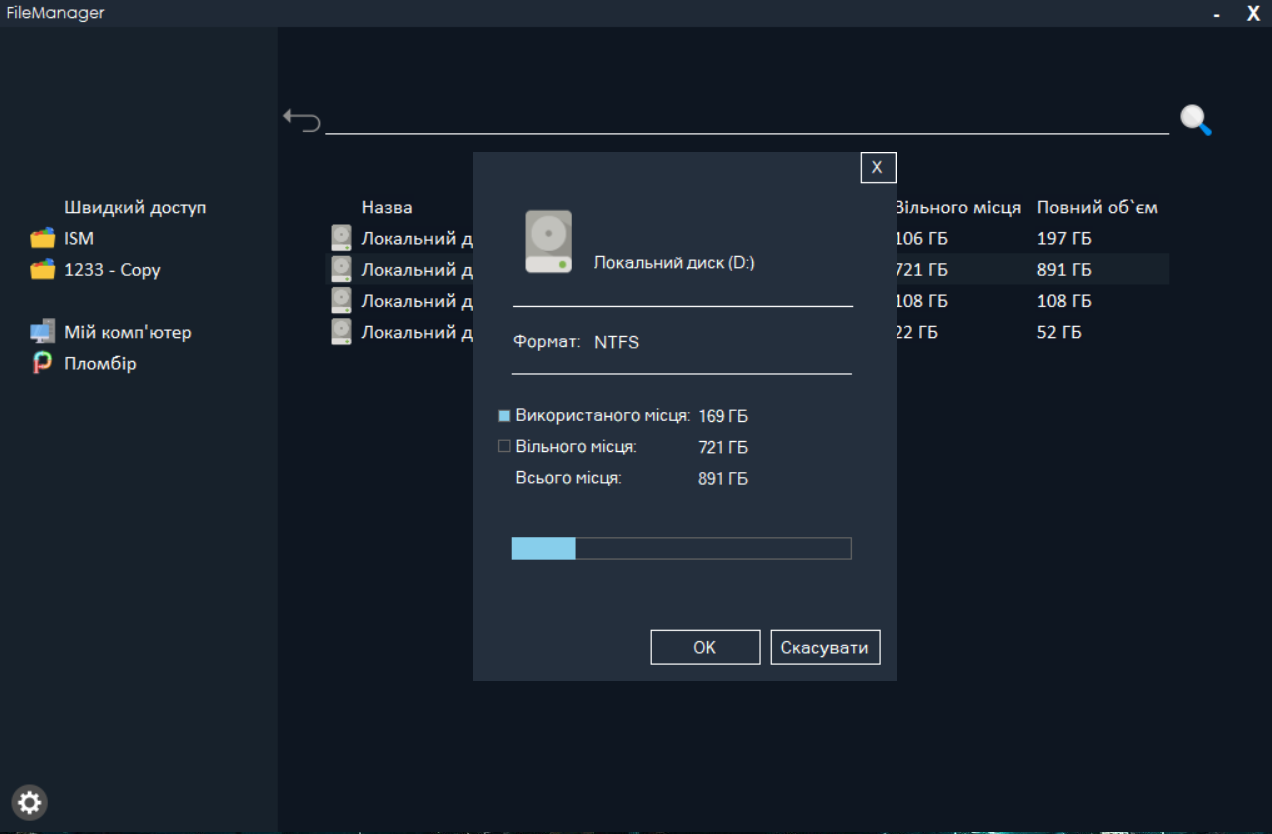 FileManager
- X
X
Швидкий доступ
ISM
1233 - Copy
Мій комп'ютер
Пломбір
Назва
Вільного місця Повний об`єм
Локальний 106 ГБ 197 ГБ
Локальний 721 ГБ 891 ГБ
Локальний 108 ГБ 108 ГБ
Локальний 22 ГБ 52 ГБ
Локальний диск (D:)
Формат: NTFS
Використаного місця: 169 ГБ
Вільного місця: 721 ГБ
Всього місця: 891 ГБ
OK Скасувати